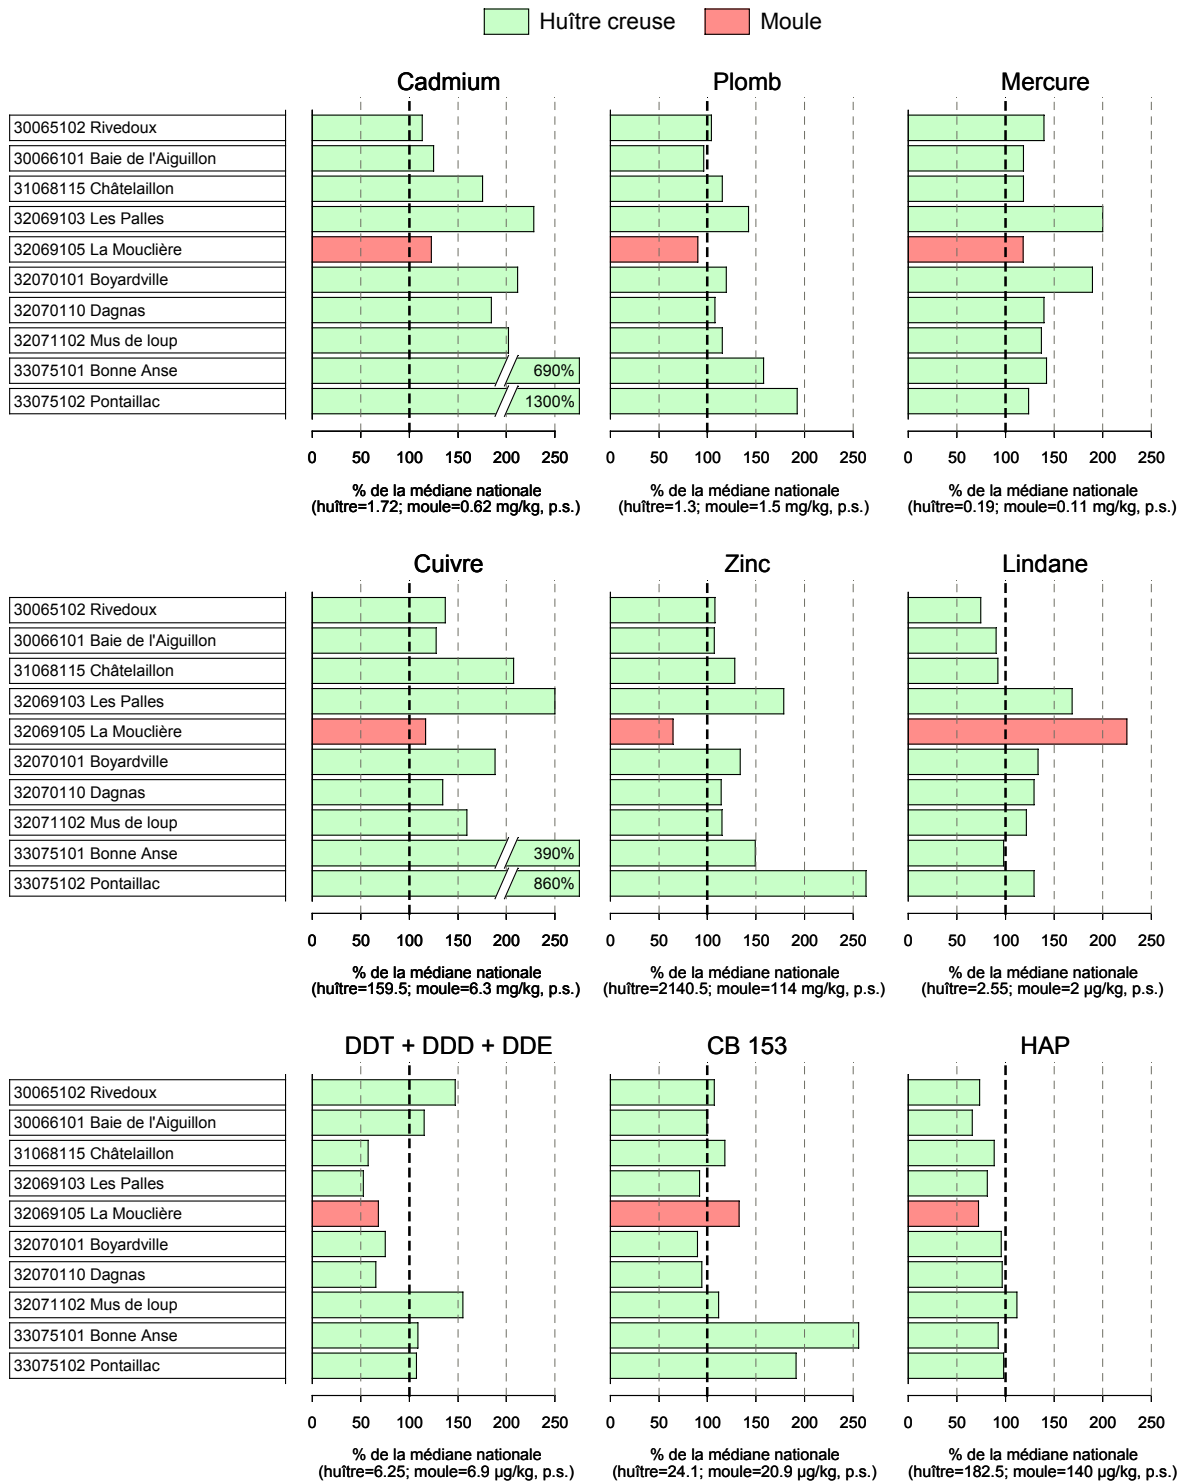 Huître creuse Moule
Cadmium Plomb Mercure
30065102 Rivedoux
30066101 Baie de l'Aiguillon
31068115 Châtelaillon
32069103 Les Palles
32069105 La Mouclière
32070101 Boyardville
32070110 Dagnas
32071102 Mus de loup
33075101 Bonne Anse 690%
33075102 Pontaillac 1300%
0 50 100 150 200 250 0 50 100 150 200 250 0 50 100 150 200 250
% de la médiane nationale % de la médiane nationale % de la médiane nationale
(huître=1.72; moule=0.62 mg/kg, p.s.) (huître=1.3; moule=1.5 mg/kg, p.s.) (huître=0.19; moule=0.11 mg/kg, p.s.)
Cuivre Zinc Lindane
30065102 Rivedoux
30066101 Baie de l'Aiguillon
31068115 Châtelaillon
32069103 Les Palles
32069105 La Mouclière
32070101 Boyardville
32070110 Dagnas
32071102 Mus de loup
33075101 Bonne Anse 390%
33075102 Pontaillac 860%
0 50 100 150 200 250 0 50 100 150 200 250 0 50 100 150 200 250
% de la médiane nationale % de la médiane nationale % de la médiane nationale
(huître=159.5; moule=6.3 mg/kg, p.s.) (huître=2140.5; moule=114 mg/kg, p.s.) (huître=2.55; moule=2 µg/kg, p.s.)
DDT + DDD + DDE CB 153 HAP
30065102 Rivedoux
30066101 Baie de l'Aiguillon
31068115 Châtelaillon
32069103 Les Palles
32069105 La Mouclière
32070101 Boyardville
32070110 Dagnas
32071102 Mus de loup
33075101 Bonne Anse
33075102 Pontaillac
0 50 100 150 200 250 0 50 100 150 200 250 0 50 100 150 200 250
% de la médiane nationale % de la médiane nationale % de la médiane nationale
(huître=6.25; moule=6.9 µg/kg, p.s.) (huître=24.1; moule=20.9 µg/kg, p.s.) (huître=182.5; moule=140 µg/kg, p.s.)